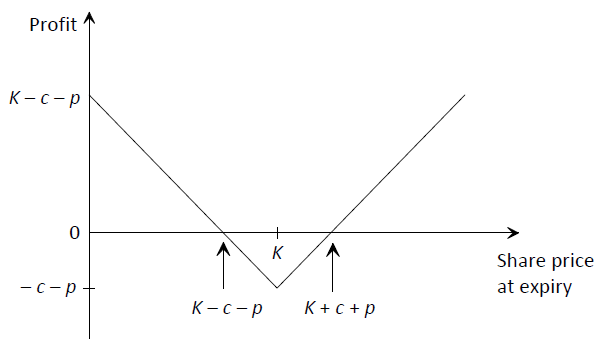 Profit
K – c – p
0
K
Share price
at expiry
– c – p
K – c – p
K + c + p